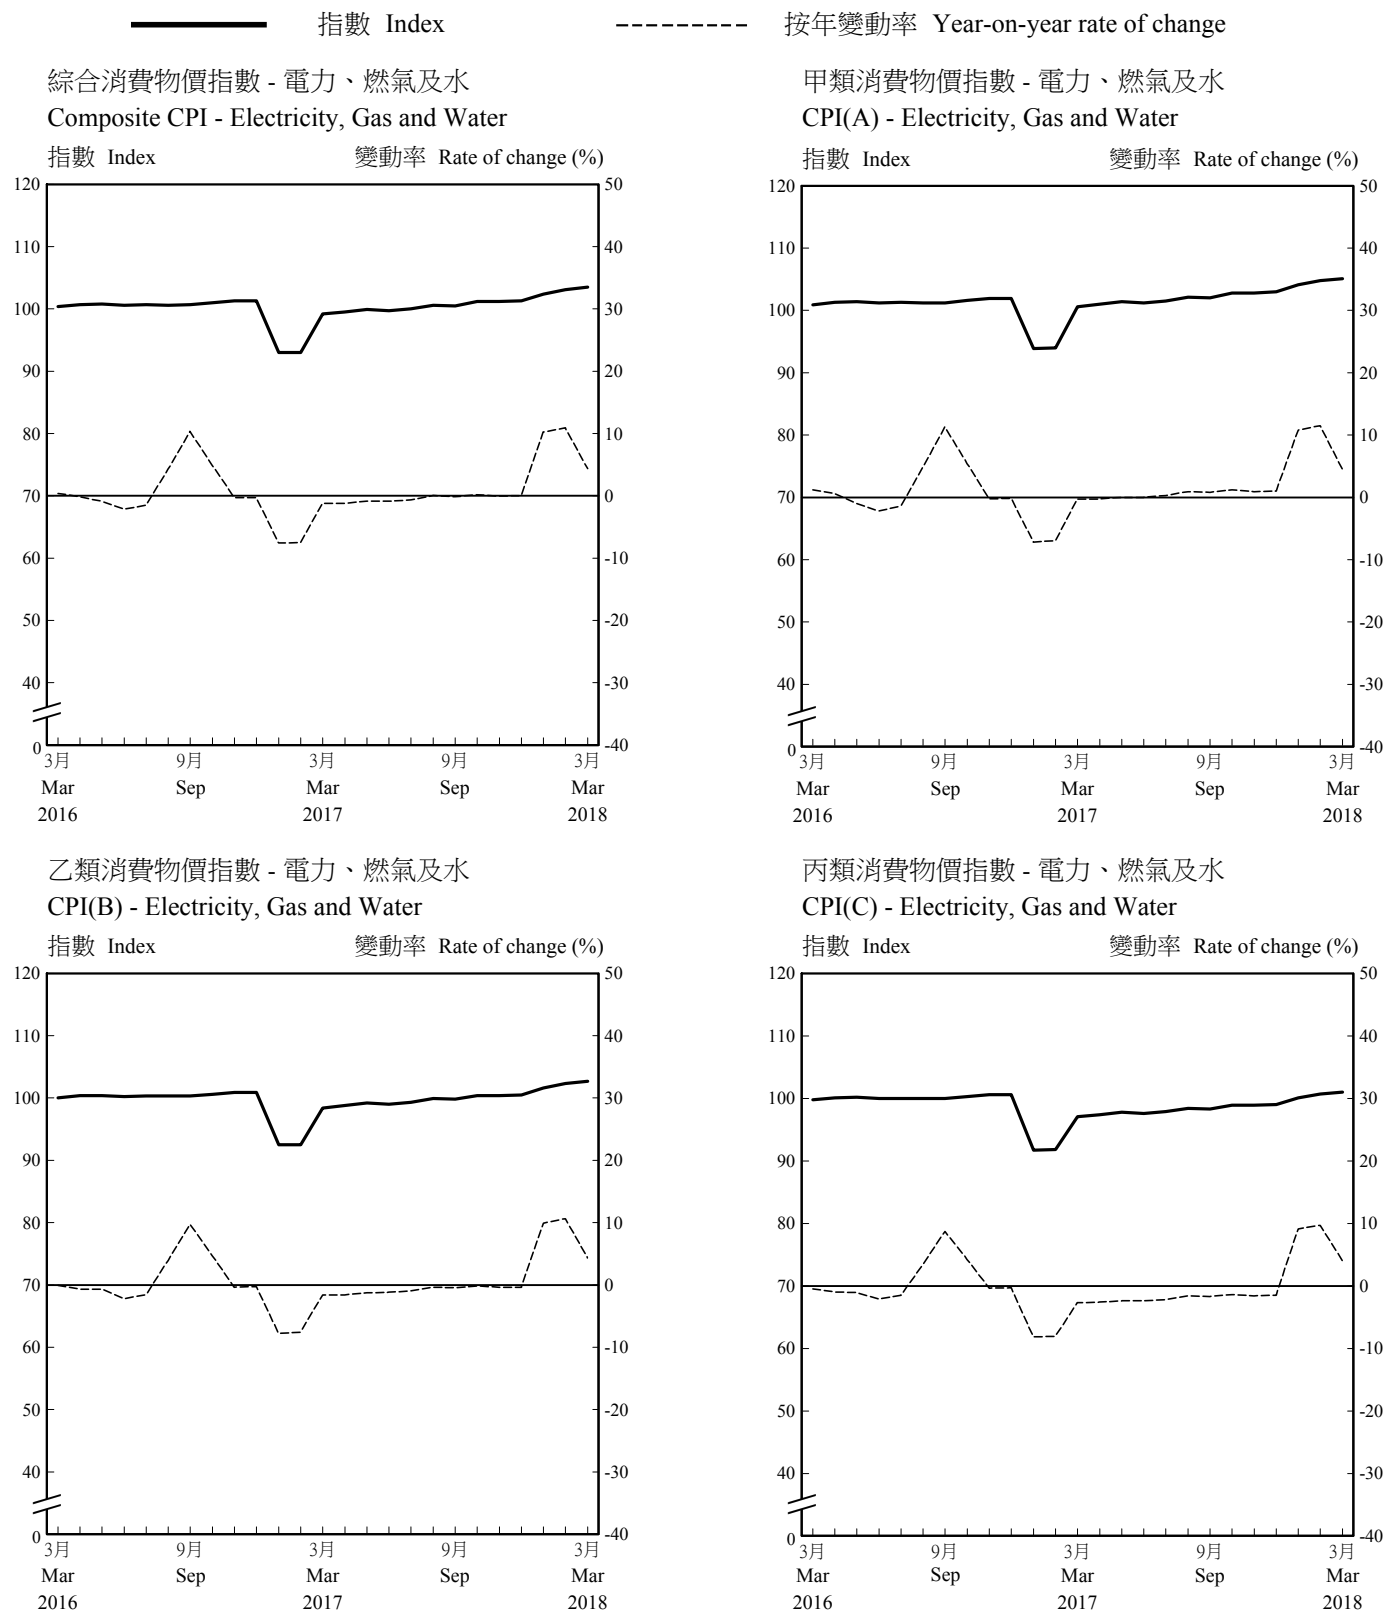 指數 Index 按年變動率 Year-on-year rate of change
綜合消費物價指數 - 電力、燃氣及水
Composite CPI - Electricity, Gas and Water
指數 Index 變動率 Rate of change (%)
120 50
110 40
100 30
90 20
80 10
70 0
60 -10
50 -20
40 -30
0 -40
3月 9月 3月 9月 3月
Mar Sep Mar Sep Mar
2016 2017 2018
甲類消費物價指數 - 電力、燃氣及水
CPI(A) - Electricity, Gas and Water
指數 Index 變動率 Rate of change (%)
120 50
110 40
100 30
90 20
80 10
70 0
60 -10
50 -20
40 -30
0 -40
3月 9月 3月 9月 3月
Mar Sep Mar Sep Mar
2016 2017 2018
乙類消費物價指數 - 電力、燃氣及水
CPI(B) - Electricity, Gas and Water
指數 Index 變動率 Rate of change (%)
120 50
110 40
100 30
90 20
80 10
70 0
60 -10
50 -20
40 -30
0 -40
3月 9月 3月 9月 3月
Mar Sep Mar Sep Mar
2016 2017 2018
丙類消費物價指數 - 電力、燃氣及水
CPI(C) - Electricity, Gas and Water
指數 Index 變動率 Rate of change (%)
120 50
110 40
100 30
90 20
80 10
70 0
60 -10
50 -20
40 -30
0 -40
3月 9月 3月 9月 3月
Mar Sep Mar Sep Mar
2016 2017 2018